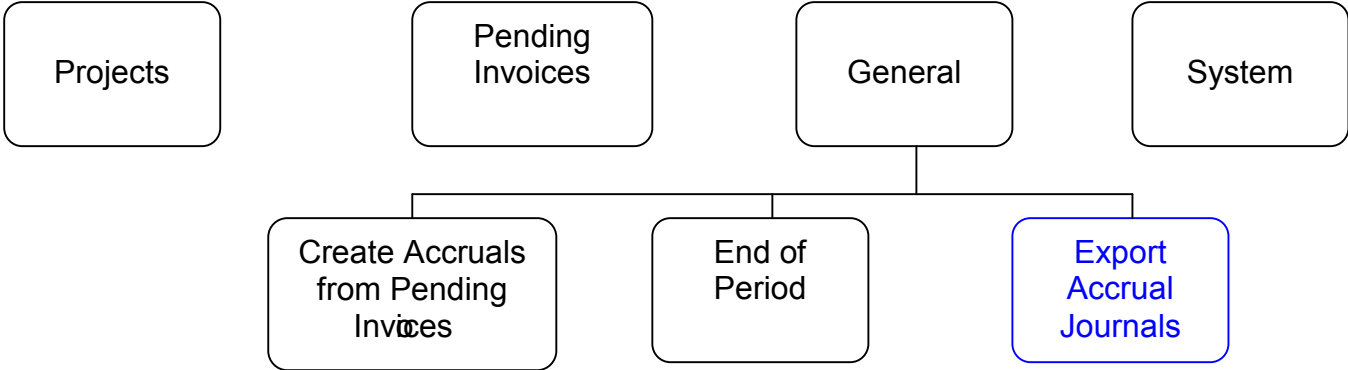 Projects
Pending
Invoices
General
System
Create Accruals
from Pending
Invoices
End of
Period
Export
Accrual
Journals